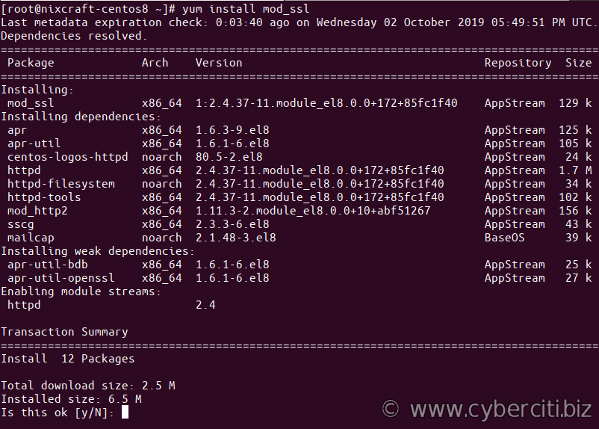 [root@nixcraft-centos8 ~]# yum install mod_ssl
Last metadata expiration check: 0:03:40 ago on Wednesday 02 October 2019 05:49:51 PM UTC.
Dependencies resolved.
================================================================================
Package Arch Version Repository Size
================================================================================
Installing:
mod_ssl x86_64 1:2.4.37-11.module_el8.0.0+172+85fc1f40 AppStream 129 k
Installing dependencies:
apr x86_64 1.6.3-9.el8 AppStream 125 k
apr-util x86_64 1.6.1-6.el8 AppStream 105 k
centos-logos-httpd noarch 80.5-2.el8 AppStream 24 k
httpd x86_64 2.4.37-11.module_el8.0.0+172+85fc1f40 AppStream 1.7 M
httpd-filesystem noarch 2.4.37-11.module_el8.0.0+172+85fc1f40 AppStream 34 k
httpd-tools x86_64 2.4.37-11.module_el8.0.0+172+85fc1f40 AppStream 102 k
mod_http2 x86_64 1.11.3-2.module_el8.0.0+10+abf51267 AppStream 156 k
sscg x86_64 2.3.3-6.el8 AppStream 43 k
mailcap noarch 2.1.48-3.el8 BaseOS 39 k
Installing weak dependencies:
apr-util-bdb x86_64 1.6.1-6.el8 AppStream 25 k
apr-util-openssl x86_64 1.6.1-6.el8 AppStream 27 k
Enabling module streams:
httpd 2.4
Transaction Summary
================================================================================
Install 12 Packages
Total download size: 2.5 M
Installed size: 6.5 M
Is this ok [y/N]:
© www.cyberciti.biz